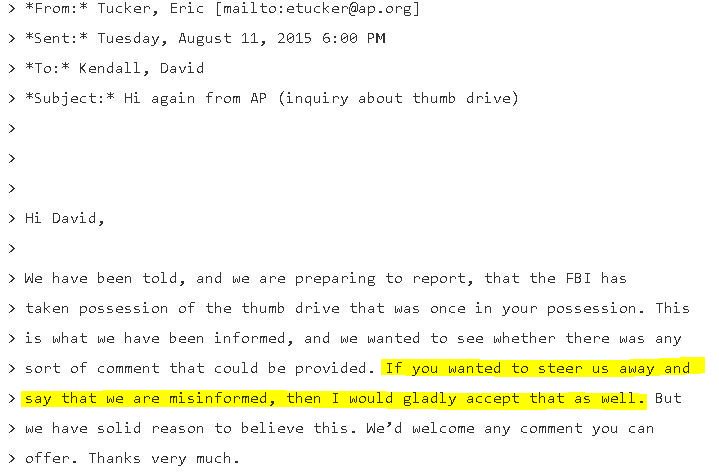 > *From:* Tucker, Eric [mailto:etucker@ap.org]
> *Sent:* Tuesday, August 11, 2015 6:00 PM
> *To:* Kendall, David
> *Subject:* Hi again from AP (inquiry about thumb drive)
>
>
>
> Hi David,
>
> We have been told, and we are preparing to report, that the FBI has
> taken possession of the thumb drive that was once in your possession. This
> is what we have been informed, and we wanted to see whether there was any
> sort of comment that could be provided. If you wanted to steer us away and
> say that we are misinformed, then I would gladly accept that as well. But
> we have solid reason to believe this. We’d welcome any comment you can
> offer. Thanks very much.